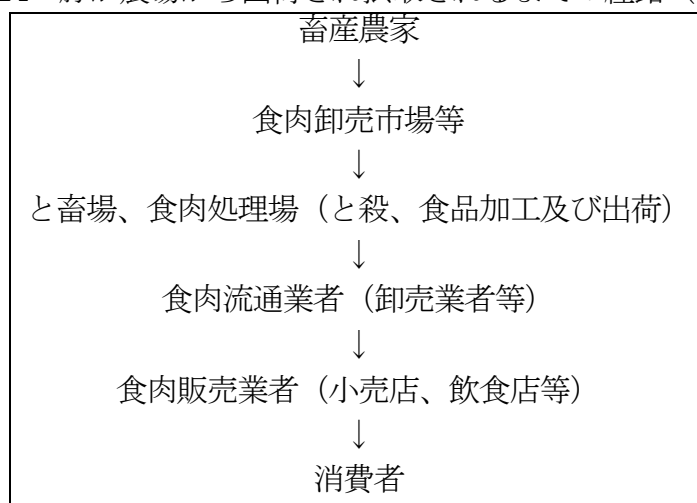 畜産農家
↓
食肉卸売市場等
↓
と畜場、食肉処理場（と殺、食品加工及び出荷）
↓
食肉流通業者（卸売業者等）
↓
食肉販売業者（小売店、飲食店等）
↓
消費者